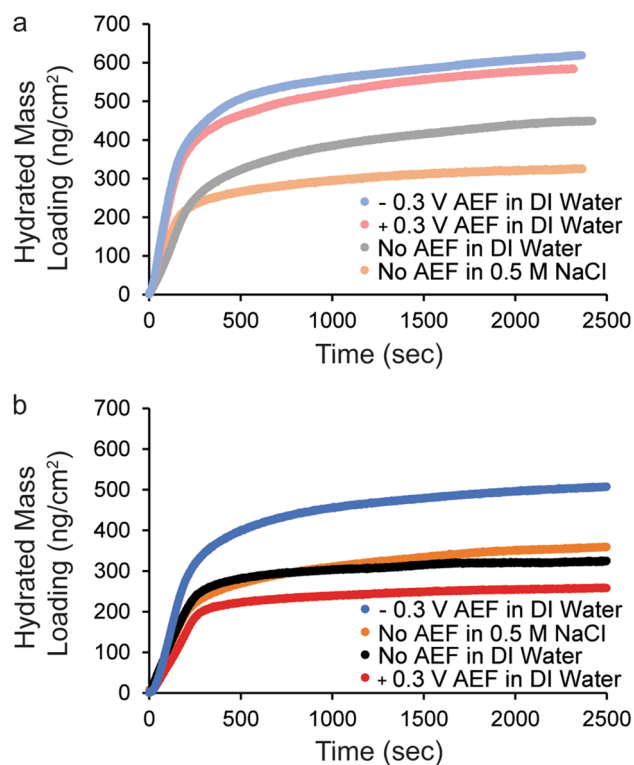 a
Hydrated Mass
Loading (ng/cm²)
700
600
500
400
300
200
100
0
- 0.3 V AEF in DI Water
+ 0.3 V AEF in DI Water
No AEF in DI Water
No AEF in 0.5 M NaCl
0 500 1000 1500 2000 2500
Time (sec)
b
Hydrated Mass
Loading (ng/cm²)
700
600
500
400
300
200
100
0
- 0.3 V AEF in DI Water
No AEF in 0.5 M NaCl
No AEF in DI Water
+ 0.3 V AEF in DI Water
0 500 1000 1500 2000 2500
Time (sec)